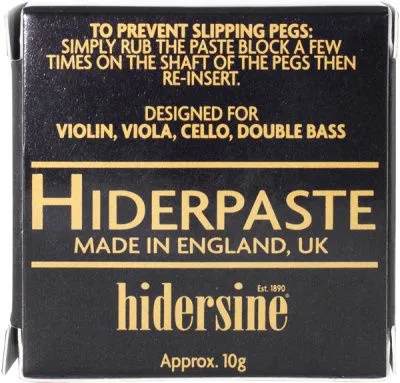 TO PREVENT SLIPPING PEGS:
SIMPLY RUB THE PASTE BLOCK A FEW
TIMES ON THE SHAFT OF THE PEGS THEN
RE-INSERT.
DESIGNED FOR
VIOLIN, VIOLA, CELLO, DOUBLE BASS
HIDERPASTE
MADE IN ENGLAND, UK
Est. 1890
hidersine®
Approx. 10g